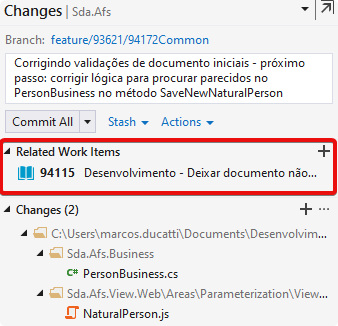 Changes | Sda.Afs
Branch: feature/93621/94172Common
Corrigindo validações de documento iniciais - próximo
passo: corrigir lógica para procurar parecidos no
PersonBusiness no método SaveNewNaturalPerson
Commit All Stash Actions
Related Work Items
94115 Desenvolvimento - Deixar documento não...
Changes (2)
C:\Users\marcos.ducatti\Documents\Desenvolvim
Sda.Afs.Business
C# PersonBusiness.cs
Sda.Afs.View.Web\Areas\Parameterization\View...
NaturalPerson.js